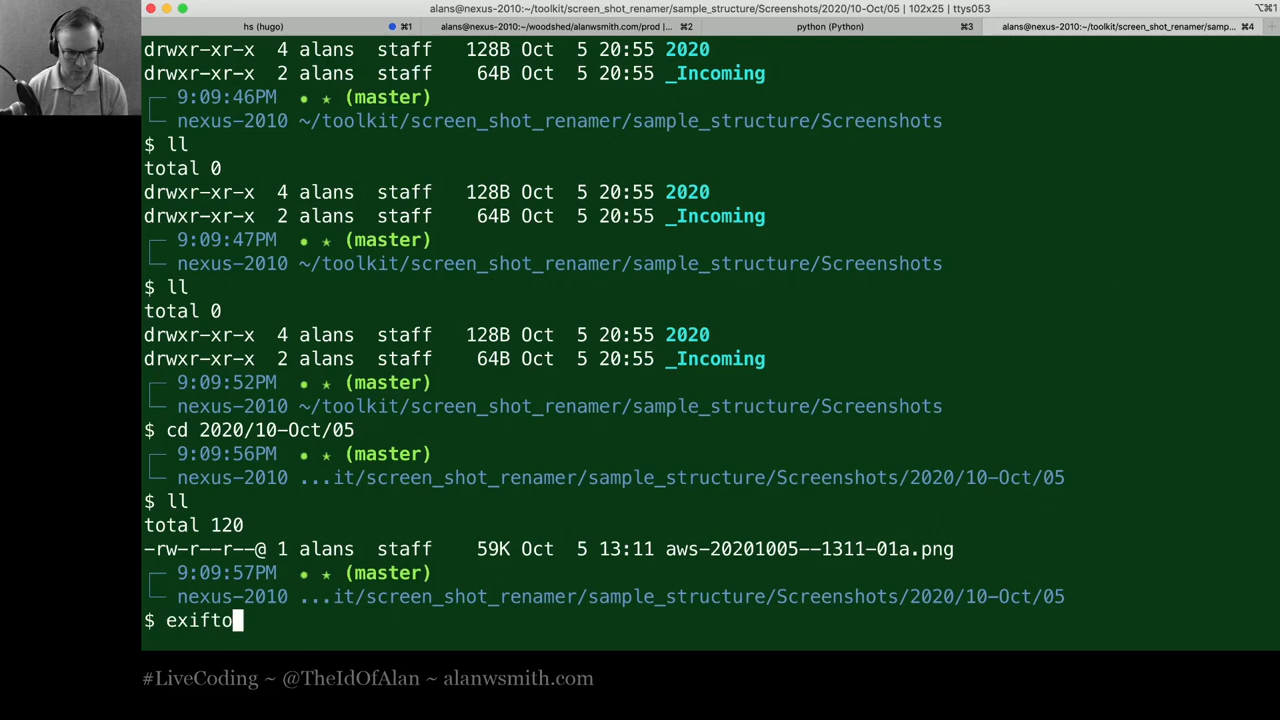 alans@nexus-2010:~/toolkit/screen_shot_renamer/sample_structure/Screenshots/2020/10-Oct/05 | 102x25 | ttys053
⌥⌘1
hs (hugo) ⌘1 alans@nexus-2010:~/woodshed/alanwsmith.com/prod |... ⌘2 python (Python) ⌘3 alans@nexus-2010:~/toolkit/screen_shot_renamer/samp... ⌘4
drwxr-xr-x 4 alans staff 128B Oct 5 20:55 2020
drwxr-xr-x 2 alans staff 64B Oct 5 20:55 _Incoming
9:09:46PM ★ (master)
nexus-2010 ~/toolkit/screen_shot_renamer/sample_structure/Screenshots
$ ll
total 0
drwxr-xr-x 4 alans staff 128B Oct 5 20:55 2020
drwxr-xr-x 2 alans staff 64B Oct 5 20:55 _Incoming
9:09:47PM ★ (master)
nexus-2010 ~/toolkit/screen_shot_renamer/sample_structure/Screenshots
$ ll
total 0
drwxr-xr-x 4 alans staff 128B Oct 5 20:55 2020
drwxr-xr-x 2 alans staff 64B Oct 5 20:55 _Incoming
9:09:52PM ★ (master)
nexus-2010 ~/toolkit/screen_shot_renamer/sample_structure/Screenshots
$ cd 2020/10-Oct/05
9:09:56PM ★ (master)
nexus-2010 ...it/screen_shot_renamer/sample_structure/Screenshots/2020/10-Oct/05
$ ll
total 120
-rw-r--r--@ 1 alans staff 59K Oct 5 13:11 aws-20201005--1311-01a.png
9:09:57PM ★ (master)
nexus-2010 ...it/screen_shot_renamer/sample_structure/Screenshots/2020/10-Oct/05
$ exifto
#LiveCoding ~ @TheIdOfAlan ~ alanwsmith.com